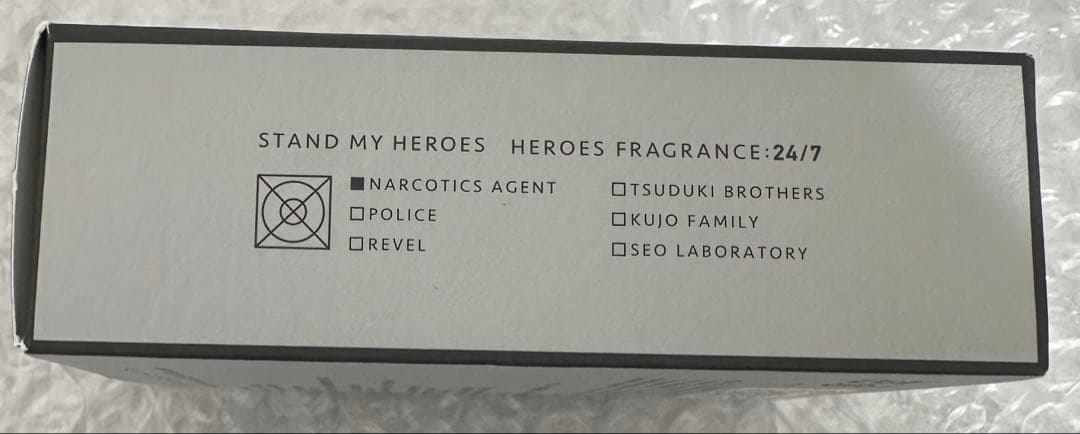 STAND MY HEROES HEROES FRAGRANCE:24/7
■NARCOTICS AGENT
□POLICE
□REVEL
□TSUDUKI BROTHERS
□KUJO FAMILY
□SEO LABORATORY